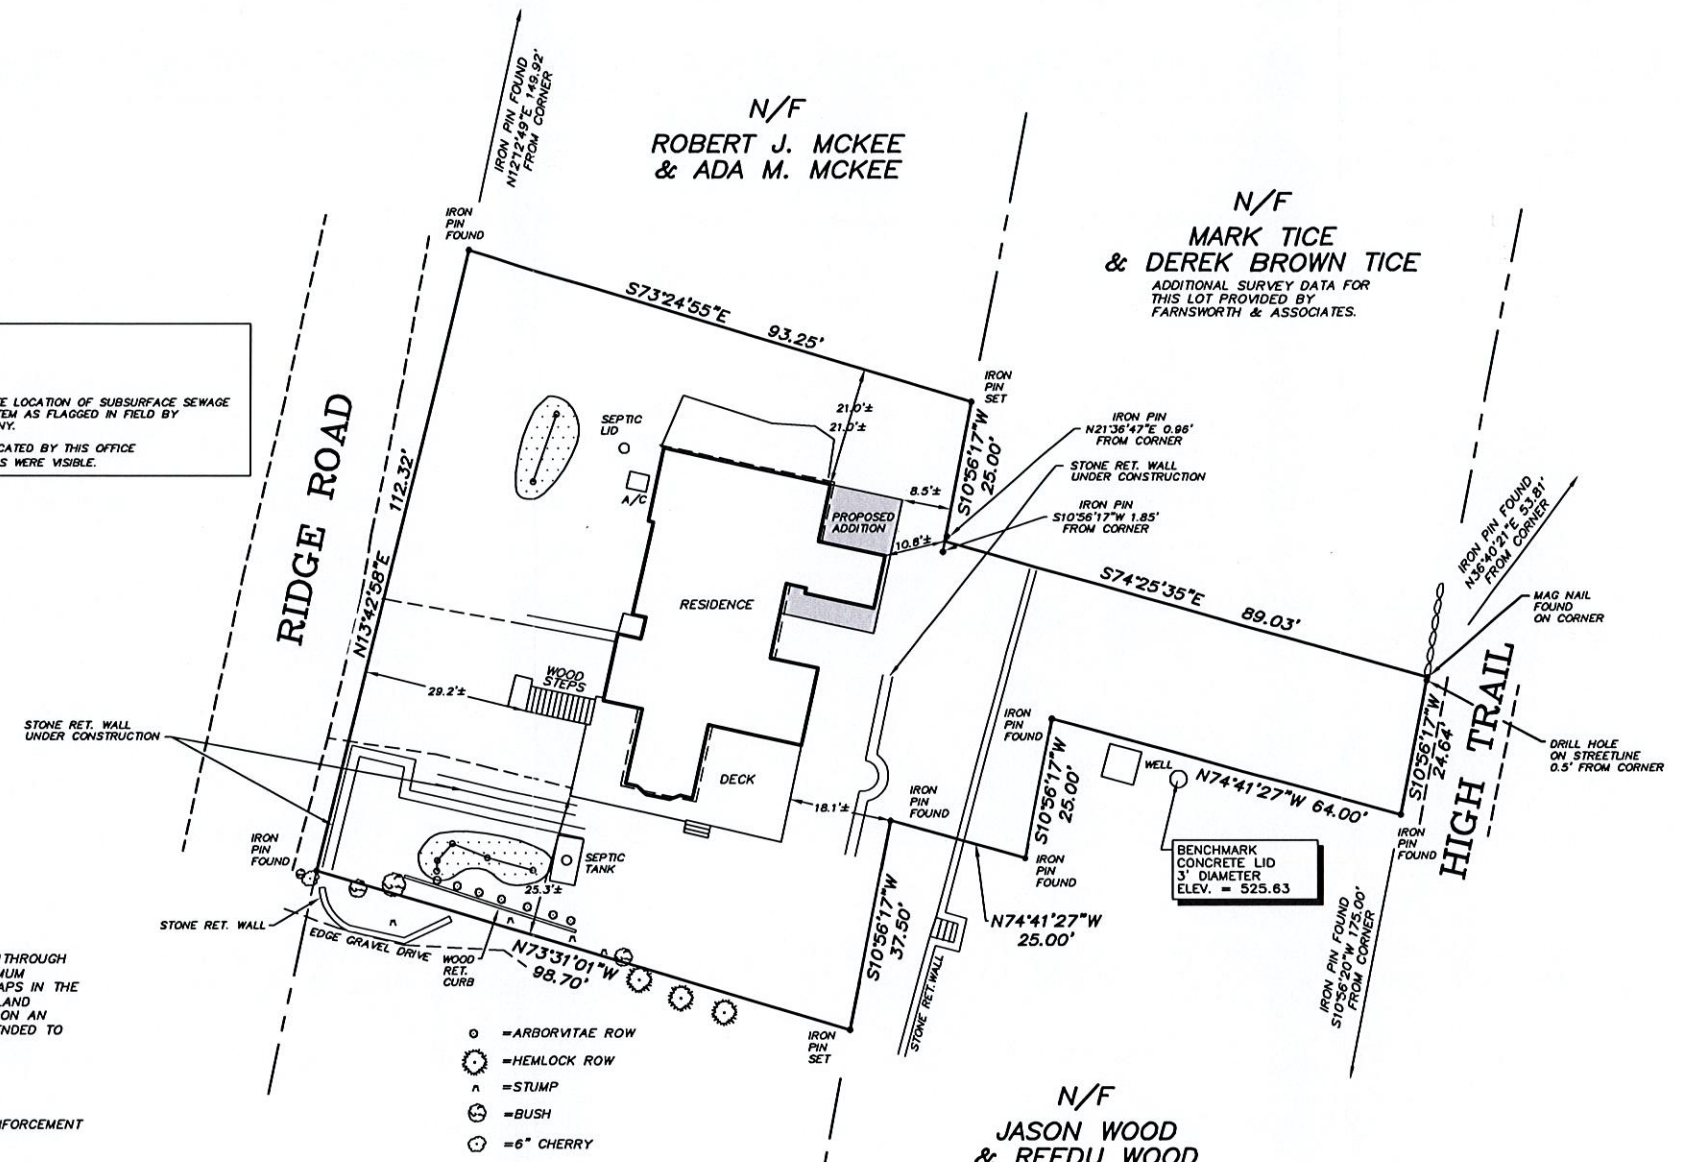 IRON PIN FOUND
N12°12'49"E 149.92'
FROM CORNER
N/F
ROBERT J. MCKEE
& ADA M. MCKEE
N/F
MARK TICE
& DEREK BROWN TICE
ADDITIONAL SURVEY DATA FOR
THIS LOT PROVIDED BY
FARNSWORTH & ASSOCIATES.
IRON
PIN
FOUND
S73°24'55"E 93.25'
IRON
PIN
SET
LOCATION OF SUBSURFACE SEWAGE
AS FLAGGED IN FIELD BY
BY THIS OFFICE
WERE VISIBLE.
RIDGE ROAD
N13°42'58"E 112.32'
SEPTIC
LID
A/C
21.0'±
21.0'±
S10°56'17"W
25.00'
IRON PIN
N21°36'47"E 0.96'
FROM CORNER
STONE RET. WALL
UNDER CONSTRUCTION
IRON PIN
S10°56'17"W 1.85'
FROM CORNER
8.5'±
PROPOSED
ADDITION
10.6'±
RESIDENCE
S74°25'35"E 89.03'
IRON PIN FOUND
N36°40'21"E 53.81'
FROM CORNER
MAG NAIL
FOUND
ON CORNER
WOOD
STEPS
29.2'±
STONE RET. WALL
UNDER CONSTRUCTION
IRON
PIN
FOUND
S10°56'17"W
24.64'
HIGH TRAIL
DRILL HOLE
ON STREETLINE
0.5' FROM CORNER
DECK
WELL
N74°41'27"W 64.00'
S10°56'17"W
25.00'
18.1'±
IRON
PIN
FOUND
IRON
PIN
FOUND
IRON
PIN
FOUND
IRON
PIN
FOUND
BENCHMARK
CONCRETE LID
3' DIAMETER
ELEV. = 525.63
SEPTIC
TANK
25.3'±
STONE RET. WALL
EDGE GRAVEL DRIVE
WOOD
RET.
CURB
N73°31'01"W
98.70'
S10°56'17"W
37.50'
N74°41'27"W
25.00'
STONE RET. WALL
IRON PIN FOUND
S10°56'20"W 175.00'
FROM CORNER
THROUGH
IN THE
ON AN
TO
IRON
PIN
SET
=ARBORVITAE ROW
=HEMLOCK ROW
=STUMP
=BUSH
=6" CHERRY
N/F
JASON WOOD
& REEDU WOOD